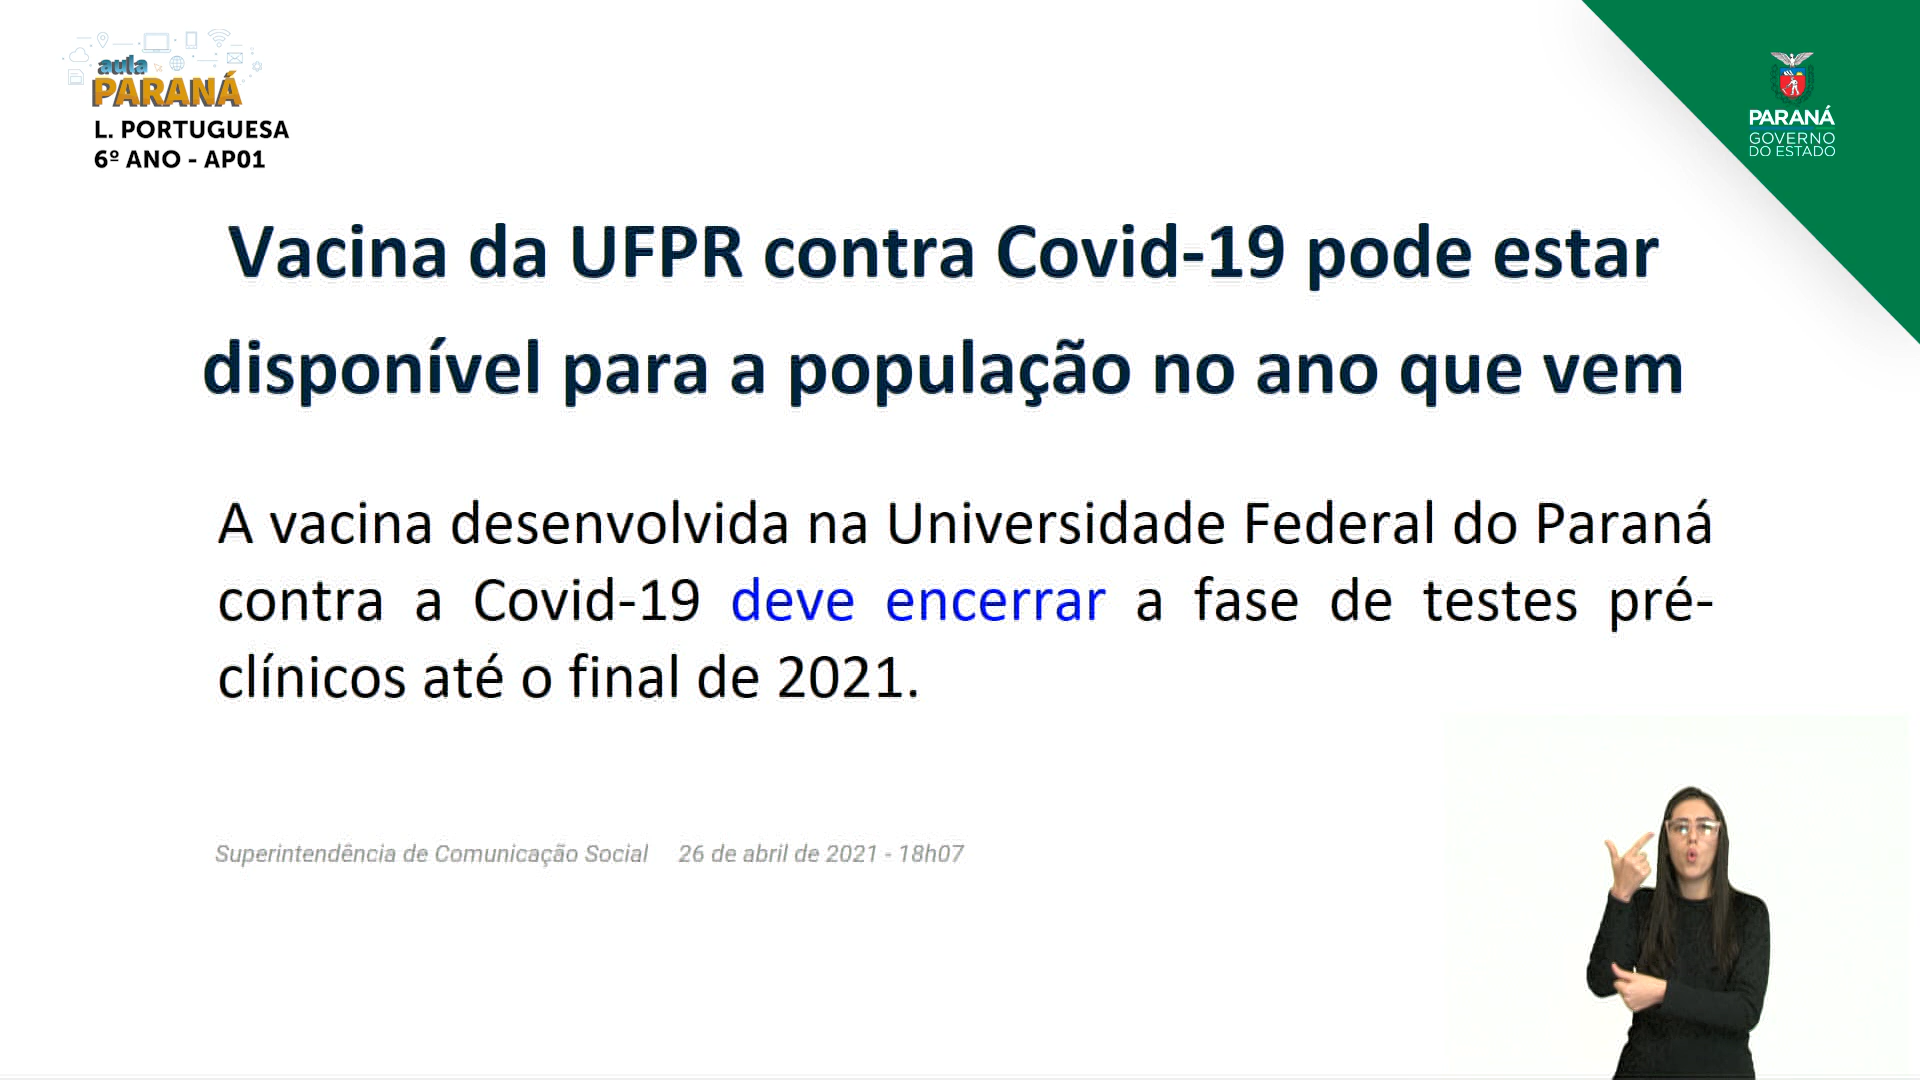 aula
PARANÁ
L. PORTUGUESA
6º ANO - AP01
PARANÁ
GOVERNO
DO ESTADO
Vacina da UFPR contra Covid-19 pode estar
disponível para a população no ano que vem
A vacina desenvolvida na Universidade Federal do Paraná
contra a Covid-19 deve encerrar a fase de testes pré-
clínicos até o final de 2021.
Superintendência de Comunicação Social 26 de abril de 2021 - 18h07